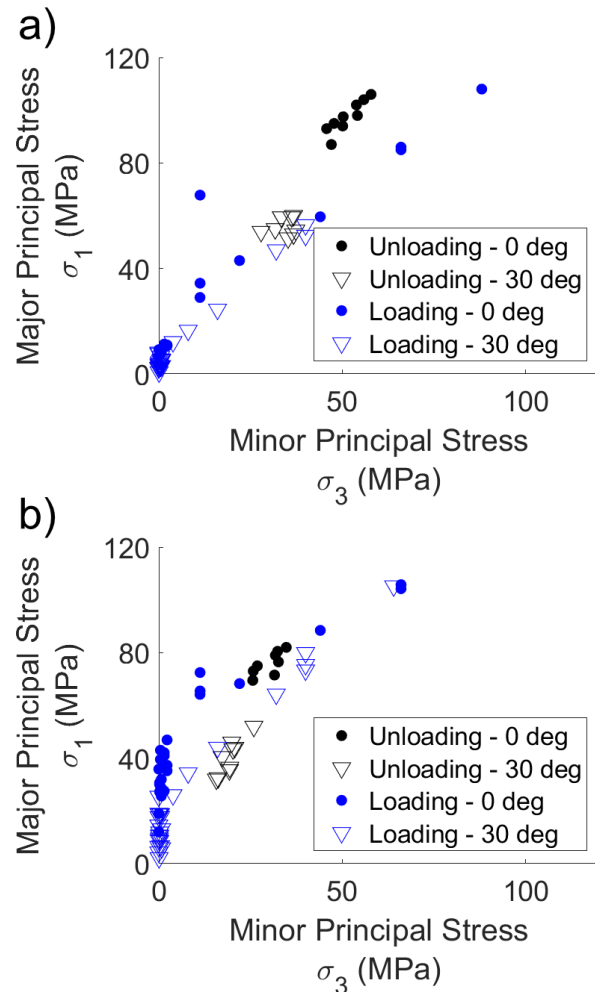 a)
120
80
40
0
0
50
100
Major Principal Stress
σ1 (MPa)
Minor Principal Stress
σ3 (MPa)
Unloading - 0 deg
Unloading - 30 deg
Loading - 0 deg
Loading - 30 deg
b)
120
80
40
0
0
50
100
Major Principal Stress
σ1 (MPa)
Minor Principal Stress
σ3 (MPa)
Unloading - 0 deg
Unloading - 30 deg
Loading - 0 deg
Loading - 30 deg